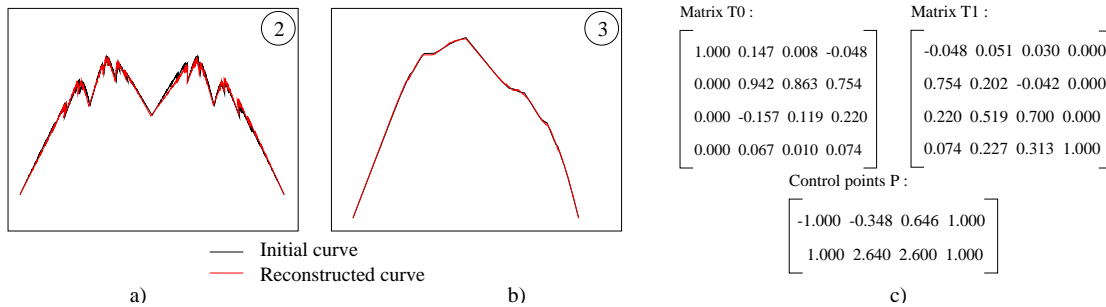 2
3
Initial curve
Reconstructed curve
a)
b)
Matrix T0 :
1.000 0.147 0.008 -0.048
0.000 0.942 0.863 0.754
0.000 -0.157 0.119 0.220
0.000 0.067 0.010 0.074
Matrix T1 :
-0.048 0.051 0.030 0.000
0.754 0.202 -0.042 0.000
0.220 0.519 0.700 0.000
0.074 0.227 0.313 1.000
Control points P :
-1.000 -0.348 0.646 1.000
1.000 2.640 2.600 1.000
c)